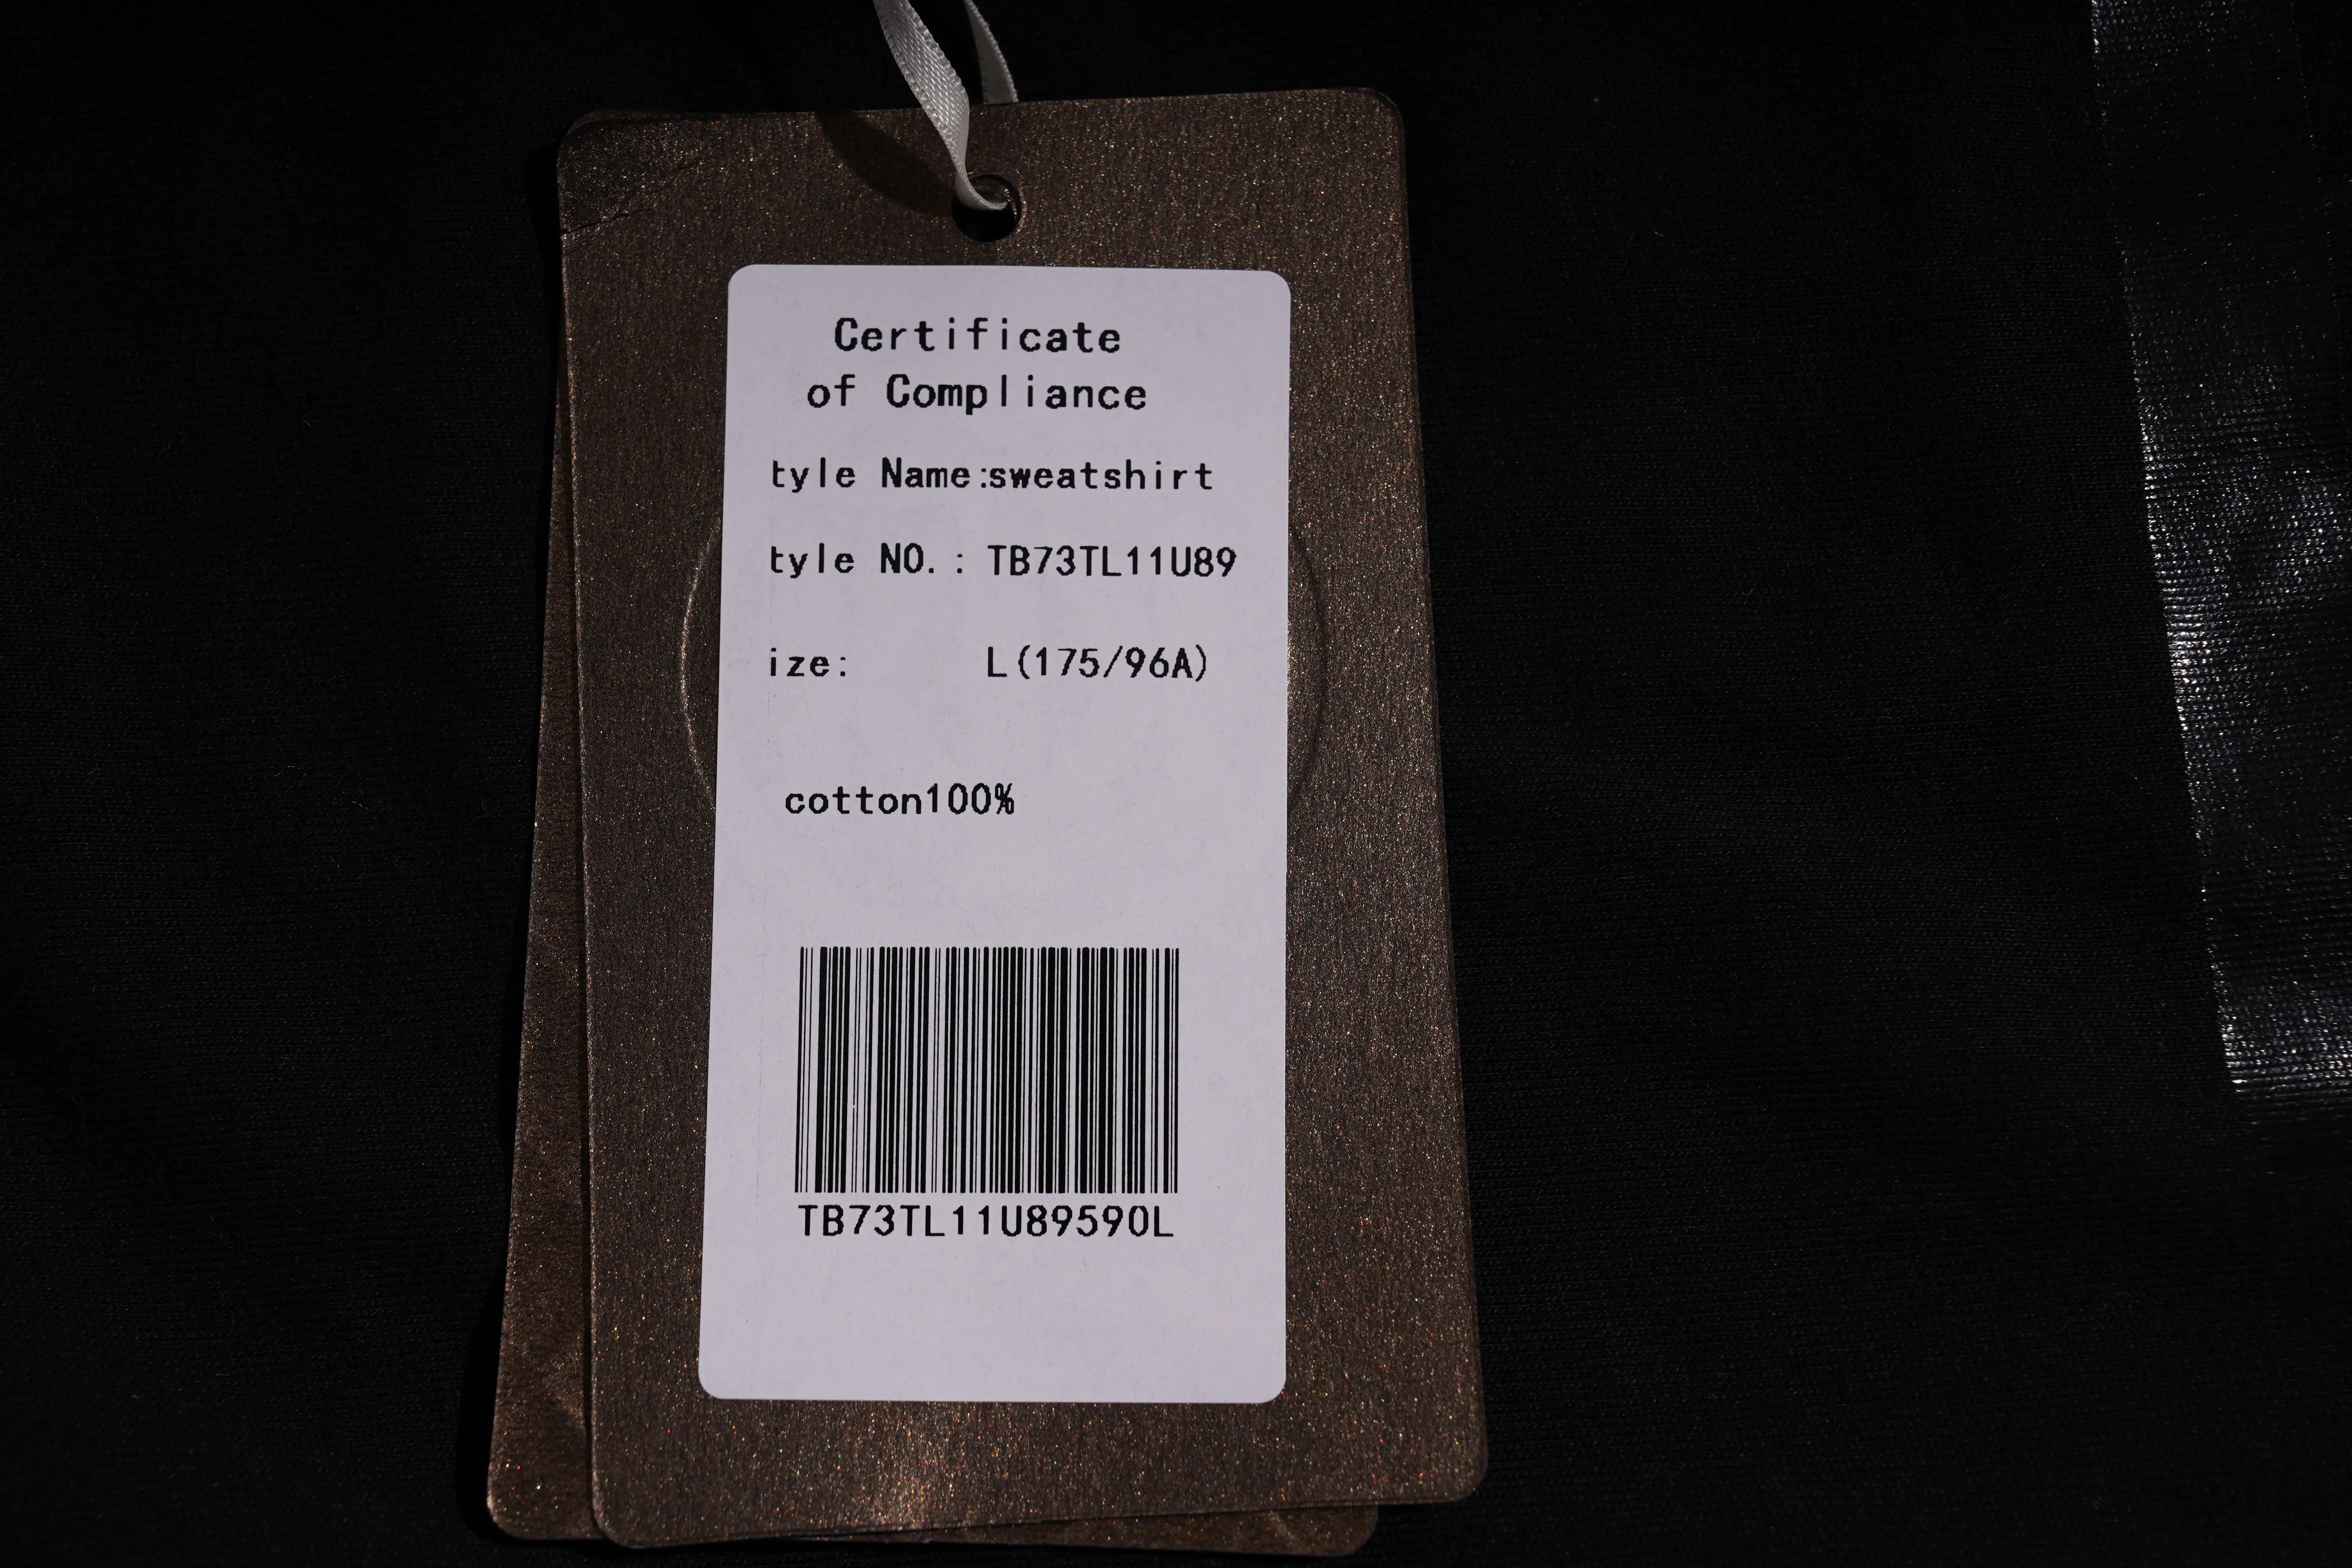 Certificate
of Compliance
tyle Name:sweatshirt
tyle NO.: TB73TL11U89
ize: L(175/96A)
cotton100%
TB73TL11U89590L